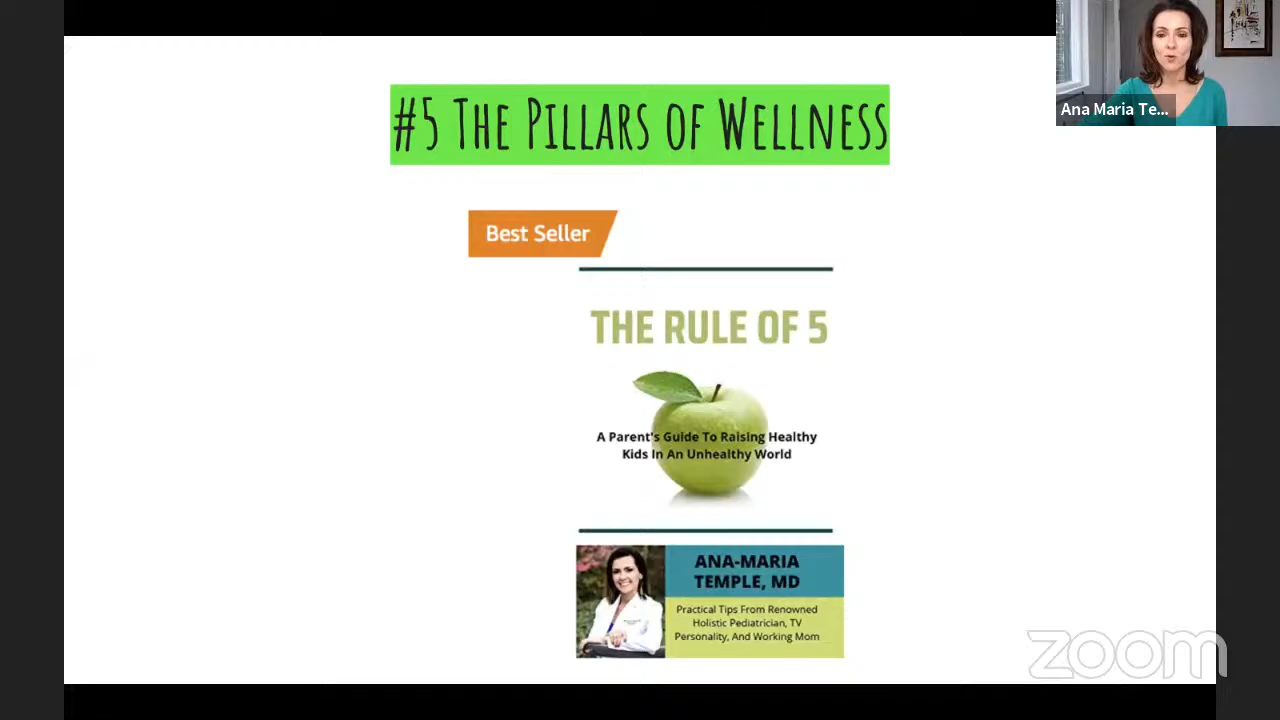 #5 The Pillars of Wellness
Ana Maria Te...
Best Seller
THE RULE OF 5
A Parent's Guide To Raising Healthy
Kids In An Unhealthy World
ANA-MARIA
TEMPLE, MD
Practical Tips From Renowned
Holistic Pediatrician, TV
Personality, And Working Mom
zoom